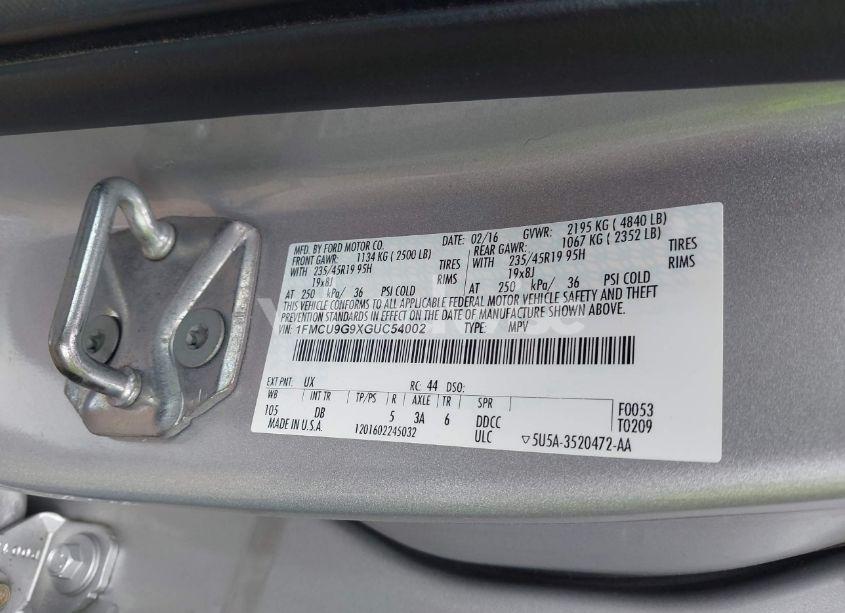 MFD. BY FORD MOTOR CO. DATE: 02/16 GVWR: 2195 KG ( 4840 LB)
FRONT GAWR: 1134 KG ( 2500 LB) REAR GAWR: 1067 KG ( 2352 LB)
WITH 235/45R19 95H TIRES WITH 235/45R19 95H TIRES
19x8J RIMS 19x8J RIMS
AT 250 kPa/ 36 PSI COLD AT 250 kPa/ 36 PSI COLD
THIS VEHICLE CONFORMS TO ALL APPLICABLE FEDERAL MOTOR VEHICLE SAFETY AND THEFT
PREVENTION STANDARDS IN EFFECT ON THE DATE OF MANUFACTURE SHOWN ABOVE.
VIN: 1FMCU9G9XGUC54002 TYPE: MPV
EXT PNT: UX RC: 44 DSO:
WB INT TR TP/PS R AXLE TR SPR F0053
105 DB 5 3A 6 DDCC T0209
MADE IN U.S.A. 1201602245032 ULC ▽5U5A-3520472-AA